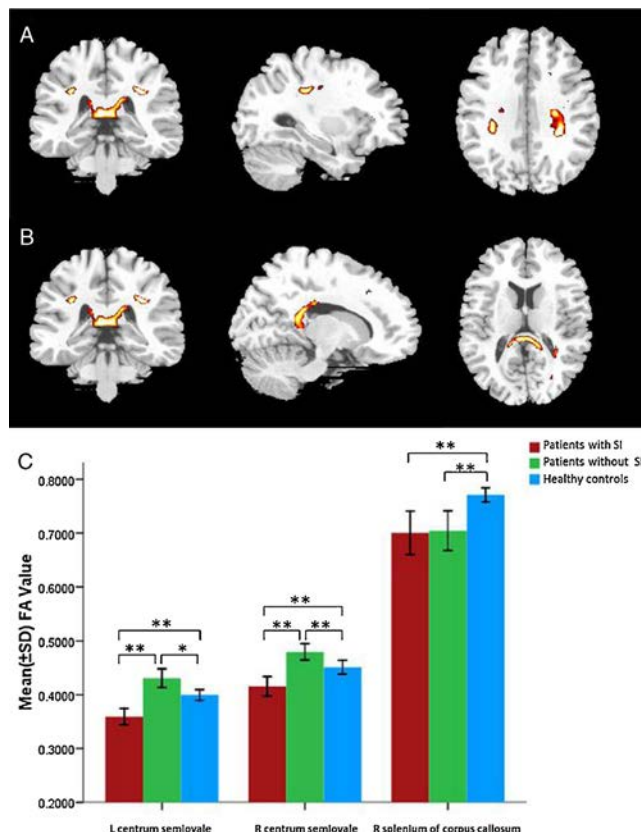 A
B
C
Patients with SI
Patients without SI
Healthy controls
Mean(±SD) FA Value
0.8000
0.7000
0.6000
0.5000
0.4000
0.3000
0.2000
**
**
**
**
*
**
**
**
L centrum semiovale
R centrum semiovale
R splenium of corpus callosum